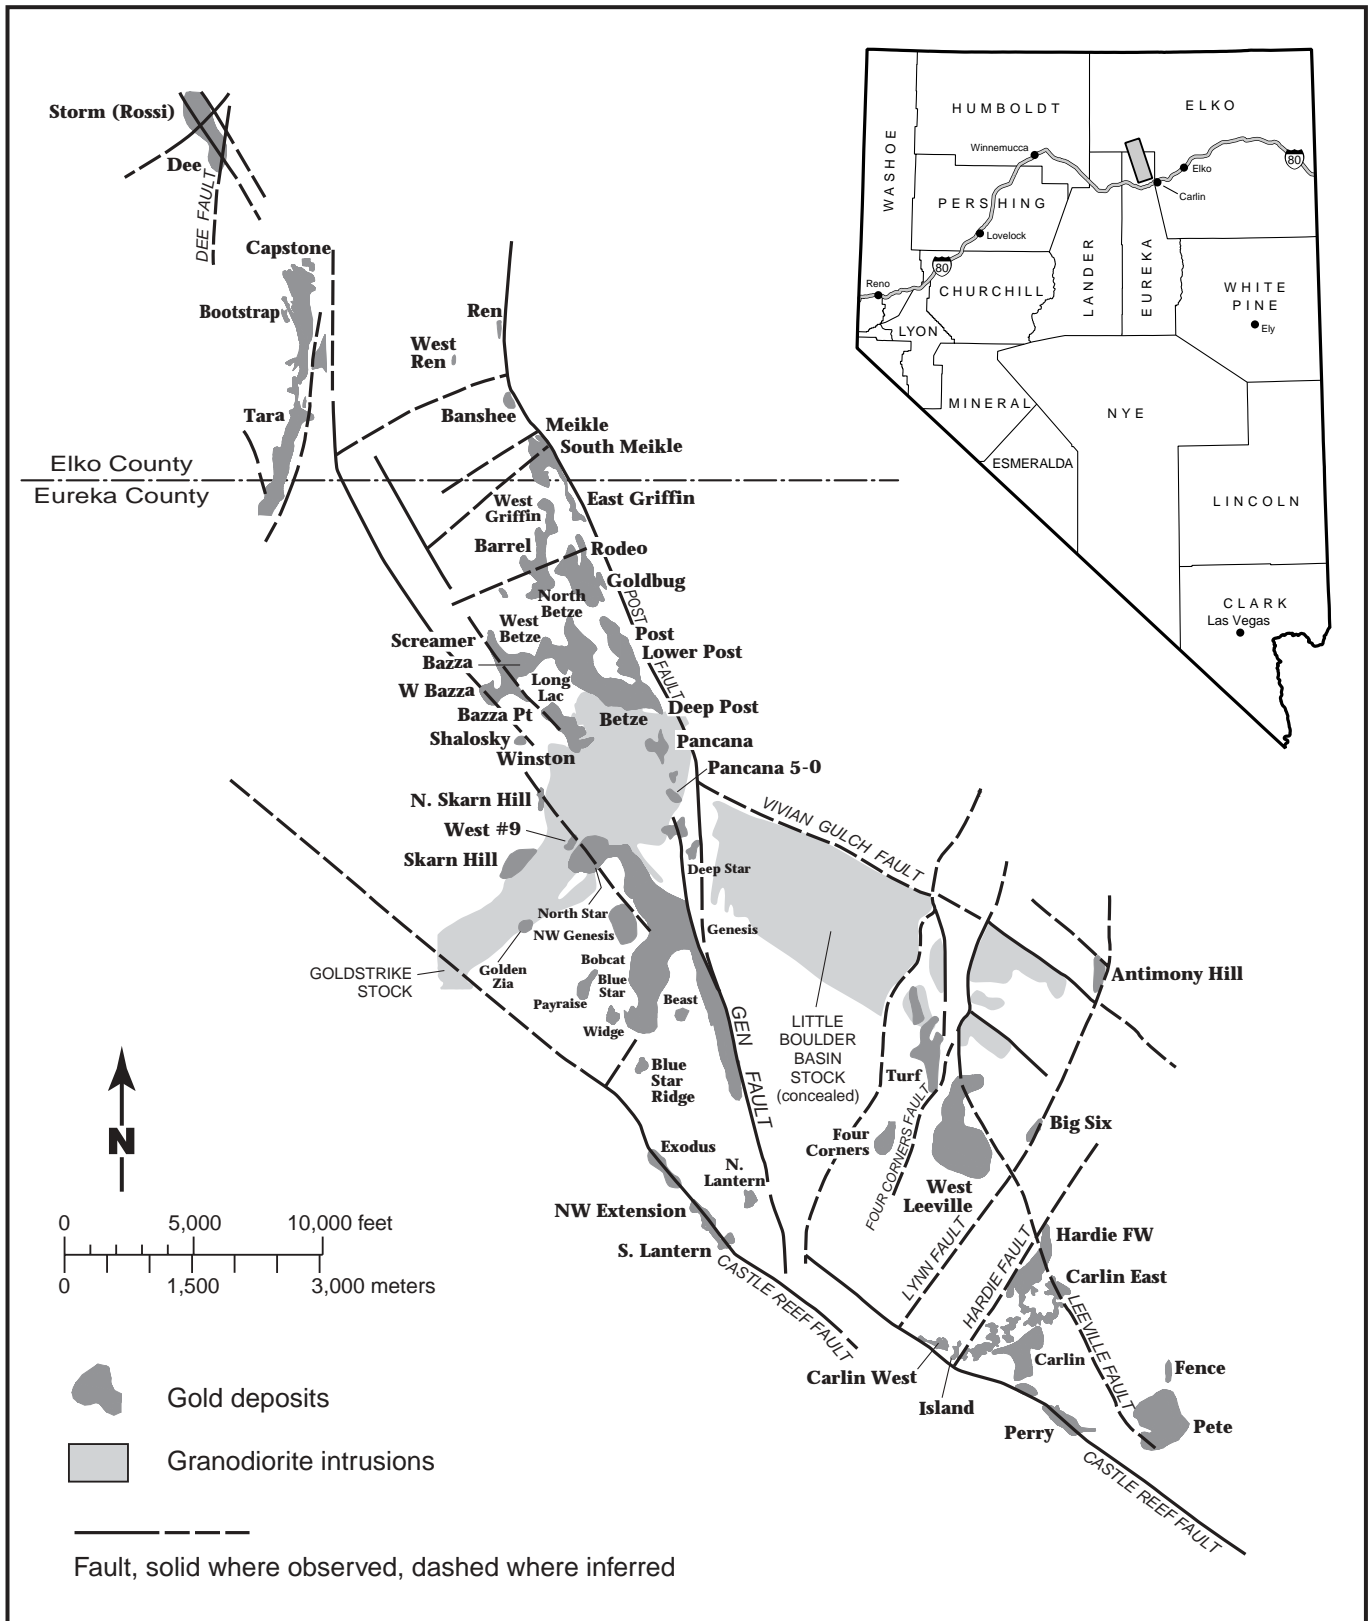 Storm (Rossi)
Dee
DEE FAULT
Capstone
Bootstrap
Tara
Elko County
Eureka County
Ren
West
Ren
Banshee
Meikle
South Meikle
West
Griffin
East Griffin
Barrel
Rodeo
Goldbug
North
Betze
POST
FAULT
West
Betze
Screamer
Post
Lower Post
Bazza
W Bazza
Long
Lac
Bazza Pt
Betze
Deep Post
Shalosky
Winston
Pancana
Pancana 5-0
N. Skarn Hill
West #9
Skarn Hill
VIVIAN GULCH FAULT
Deep Star
North Star
NW Genesis
Genesis
Bobcat
GOLDSTRIKE
STOCK
Golden
Zia
Blue
Star
Payraise
Beast
Widge
GEN FAULT
LITTLE
BOULDER
BASIN
STOCK
(concealed)
Antimony Hill
Blue
Star
Ridge
Turf
Four
Corners
FOUR CORNERS FAULT
Big Six
Exodus
N.
Lantern
West
Leeville
NW Extension
S. Lantern
CASTLE REEF FAULT
LYNN FAULT
HARDIE FAULT
Hardie FW
Carlin East
LEEVILLE FAULT
Carlin
Carlin West
Island
Fence
Perry
Pete
CASTLE REEF FAULT
WASHOE
HUMBOLDT
ELKO
Winnemucca
80
Elko
Carlin
PERSHING
Lovelock
80
Reno
CHURCHILL
LANDER
EUREKA
WHITE
PINE
Ely
LYON
MINERAL
NYE
ESMERALDA
LINCOLN
CLARK
Las Vegas
N
0 5,000 10,000 feet
0 1,500 3,000 meters
Gold deposits
Granodiorite intrusions
Fault, solid where observed, dashed where inferred